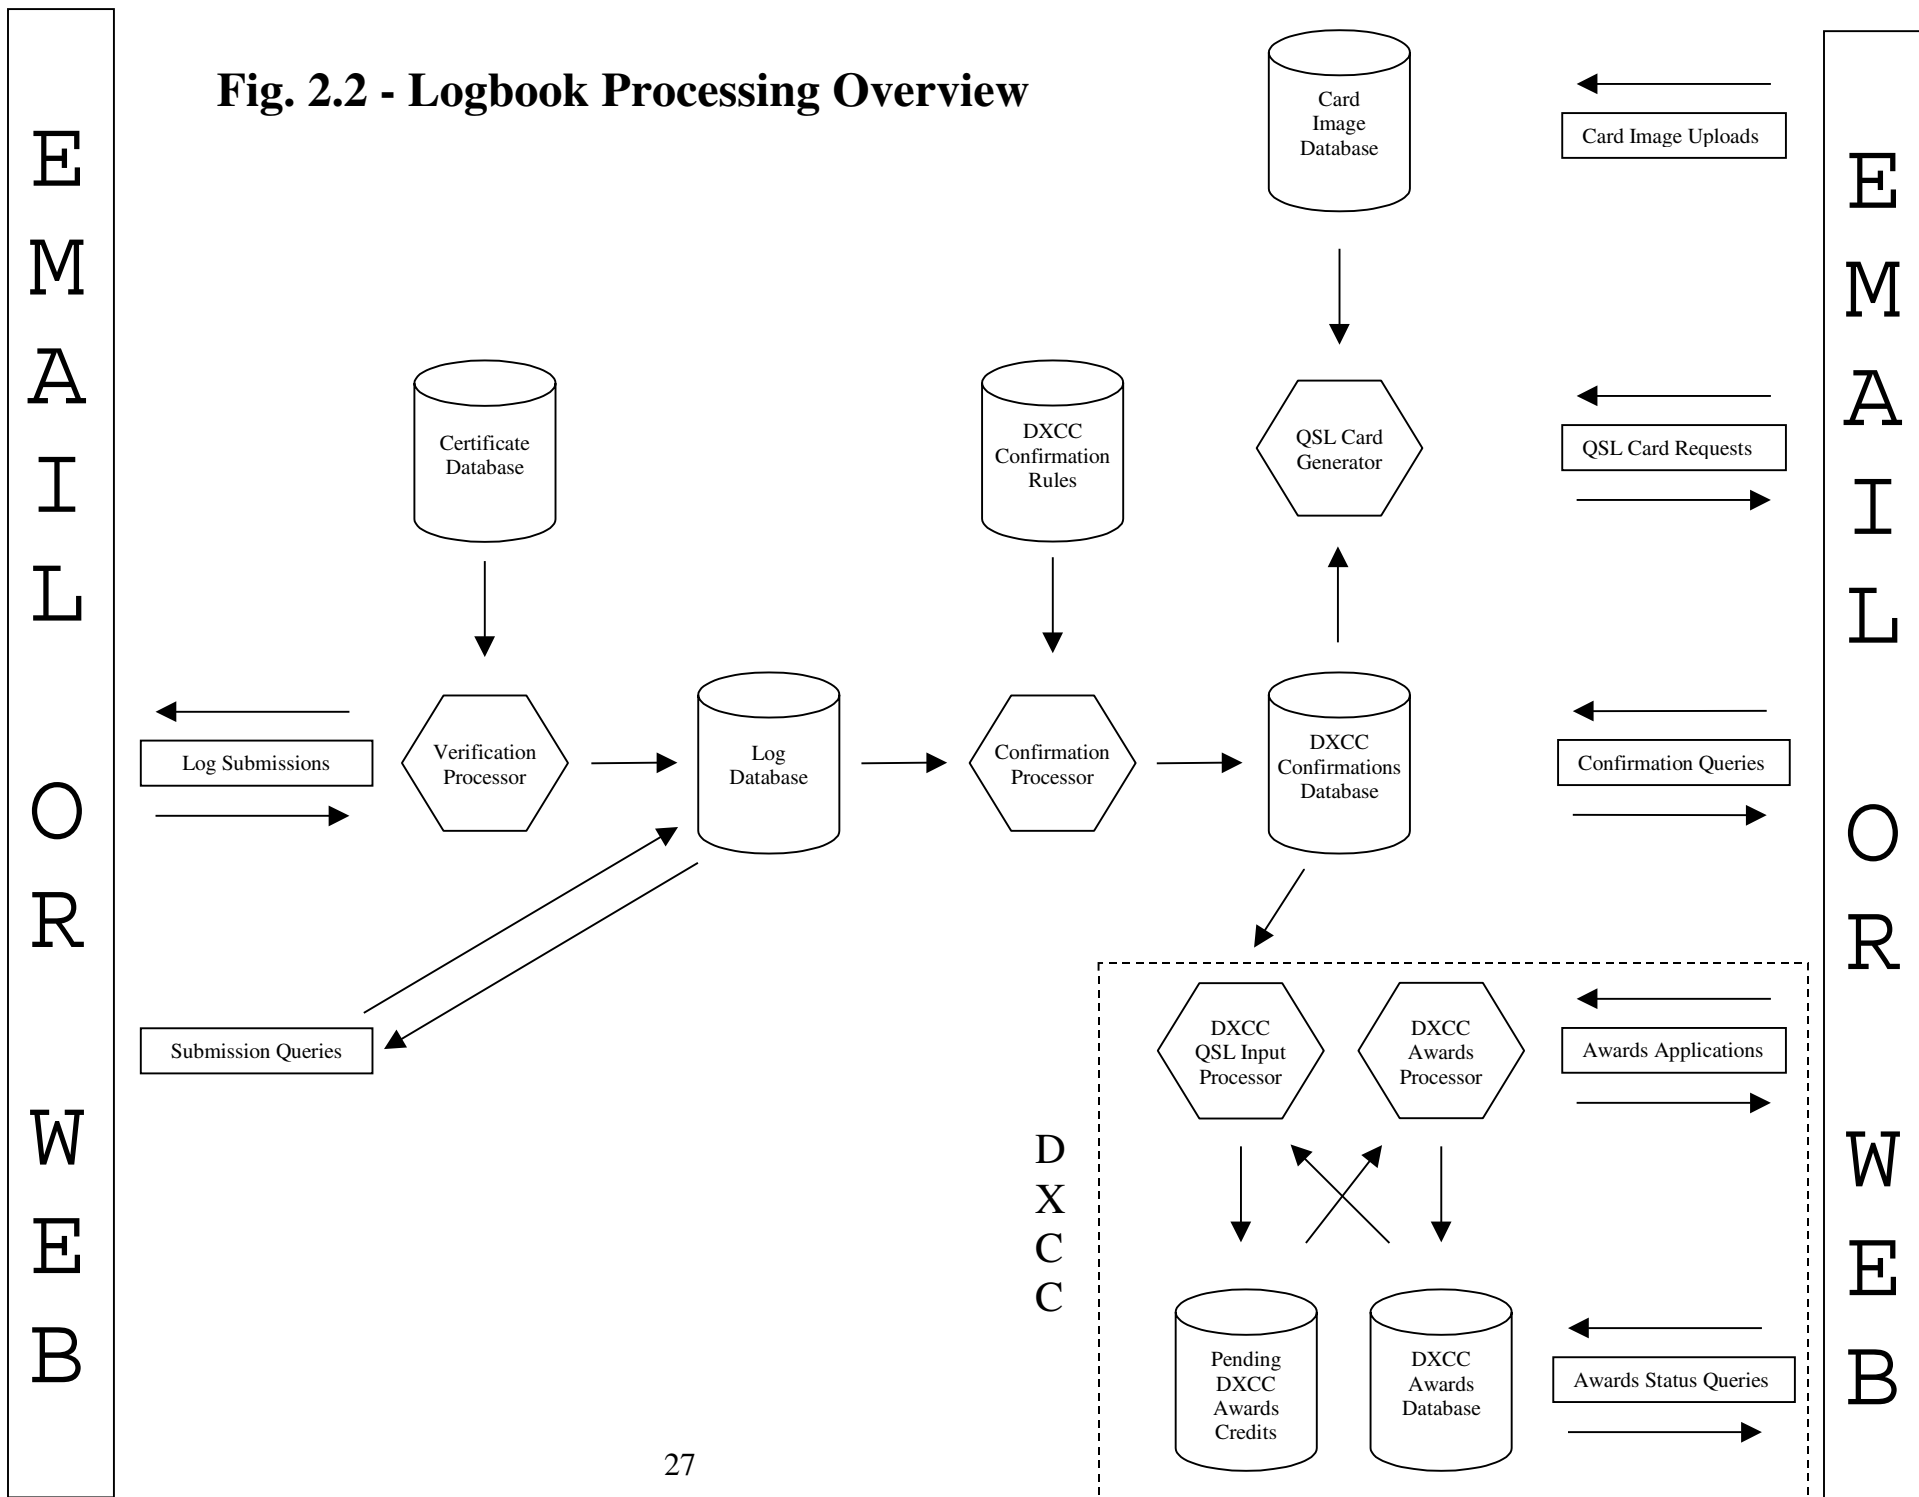 Fig. 2.2 - Logbook Processing Overview
E
M
A
I
L
O
R
W
E
B
Card
Image
Database
Card Image Uploads
Certificate
Database
DXCC
Confirmation
Rules
QSL Card
Generator
QSL Card Requests
Log Submissions
Verification
Processor
Log
Database
Confirmation
Processor
DXCC
Confirmations
Database
Confirmation Queries
Submission Queries
D
X
C
C
DXCC
QSL Input
Processor
DXCC
Awards
Processor
Awards Applications
Pending
DXCC
Awards
Credits
DXCC
Awards
Database
Awards Status Queries
E
M
A
I
L
O
R
W
E
B
27